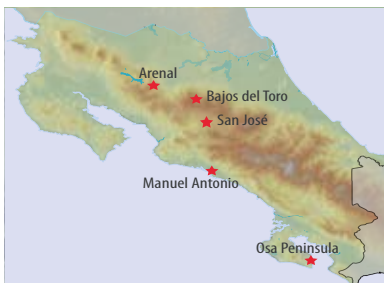 Arenal
Bajos del Toro
San José
Manuel Antonio
Osa Peninsula